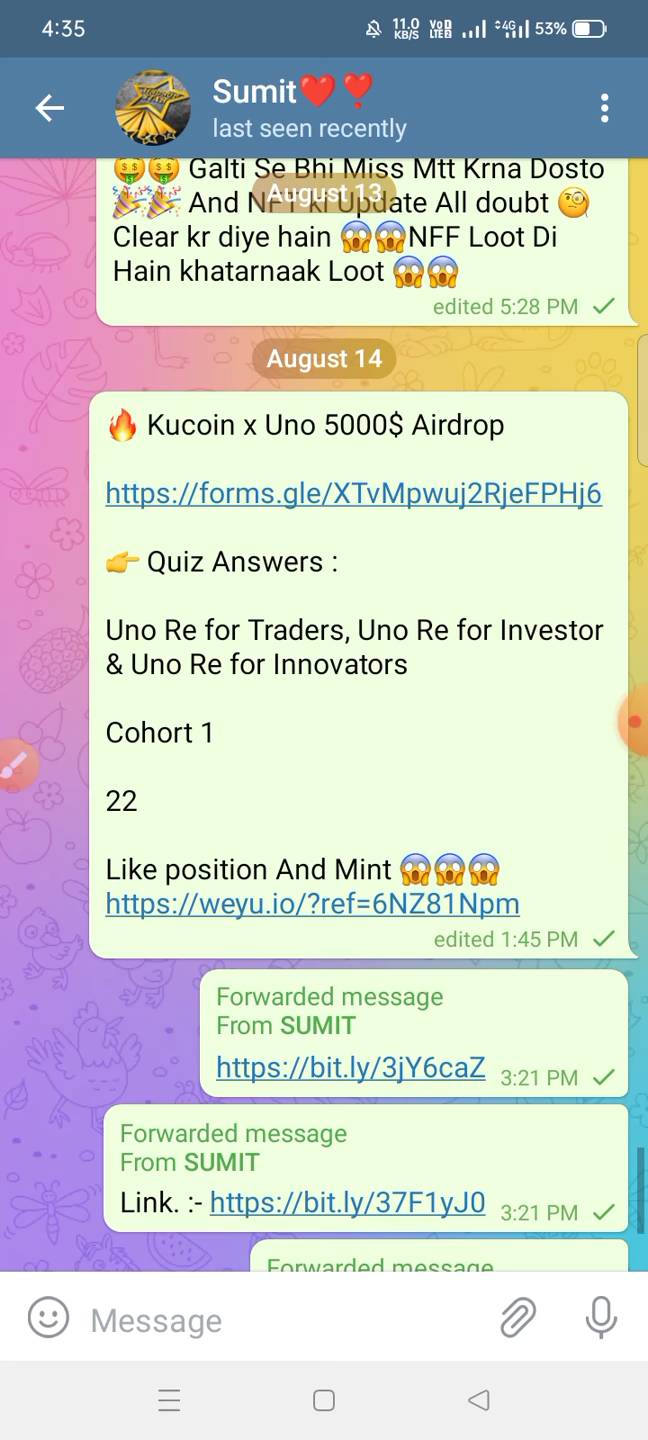 4:35
11.0 KB/S
VoD LTE2
4G
53%
Sumit❤️❣️
last seen recently
🤑🤑 Galti Se Bhi Miss Mtt Krna Dosto
August 13
🎉🎉 And NFT ki Update All doubt 🧐
Clear kr diye hain 😱😱NFF Loot Di
Hain khatarnaak Loot 😱😱
edited 5:28 PM
August 14
🔥 Kucoin x Uno 5000$ Airdrop
https://forms.gle/XTvMpwuj2RjeFPHj6
👉 Quiz Answers :
Uno Re for Traders, Uno Re for Investor
& Uno Re for Innovators
Cohort 1
22
Like position And Mint 😱😱😱
https://weyu.io/?ref=6NZ81Npm
edited 1:45 PM
Forwarded message
From SUMIT
https://bit.ly/3jY6caZ 3:21 PM
Forwarded message
From SUMIT
Link. :- https://bit.ly/37F1yJ0 3:21 PM
Forwarded message
Message